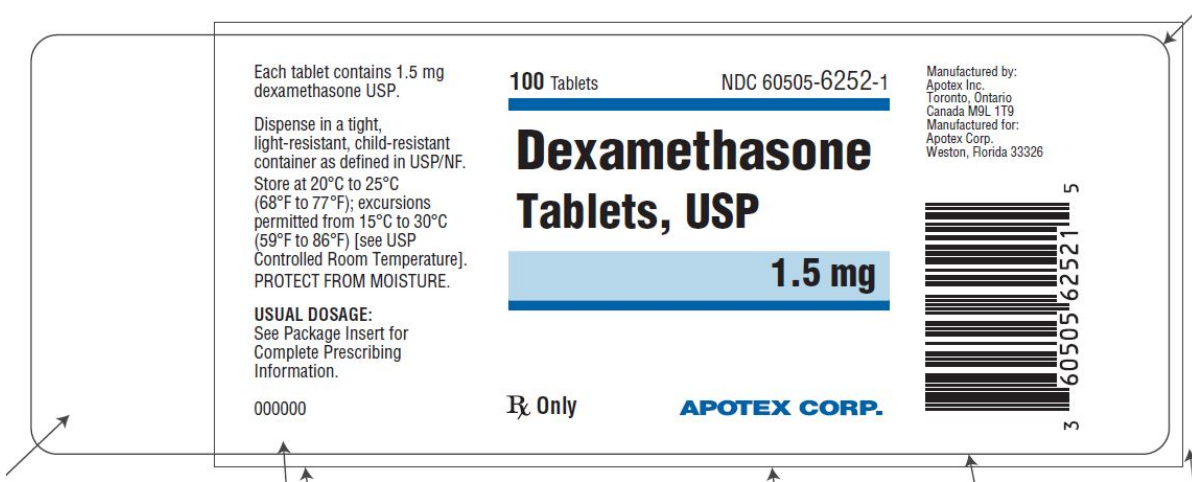 Each tablet contains 1.5 mg
dexamethasone USP.
Dispense in a tight,
light-resistant, child-resistant
container as defined in USP/NF.
Store at 20°C to 25°C
(68°F to 77°F); excursions
permitted from 15°C to 30°C
(59°F to 86°F) [see USP
Controlled Room Temperature].
PROTECT FROM MOISTURE.
USUAL DOSAGE:
See Package Insert for
Complete Prescribing
Information.
000000
100 Tablets NDC 60505-6252-1
Dexamethasone
Tablets, USP
1.5 mg
℞ Only APOTEX CORP.
Manufactured by:
Apotex Inc.
Toronto, Ontario
Canada M9L 1T9
Manufactured for:
Apotex Corp.
Weston, Florida 33326
3 60505 62521 5